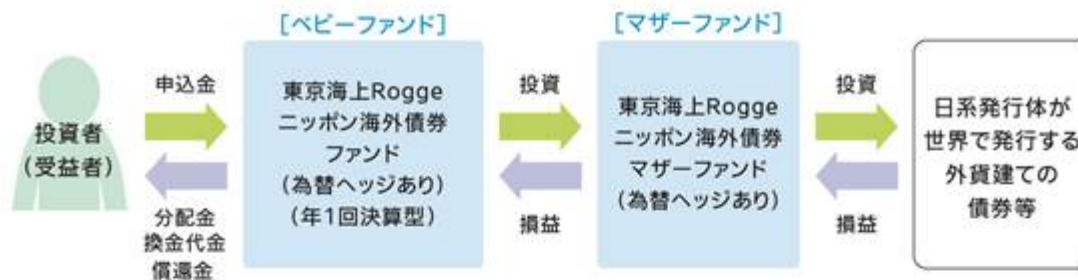 [ベビーファンド]
[マザーファンド]
投資者
(受益者)
申込金
分配金
換金代金
償還金
東京海上Rogge
ニッポン海外債券
ファンド
(為替ヘッジあり)
(年1回決算型)
投資
損益
東京海上Rogge
ニッポン海外債券
マザーファンド
(為替ヘッジあり)
投資
損益
日系発行体が
世界で発行する
外貨建ての
債券等